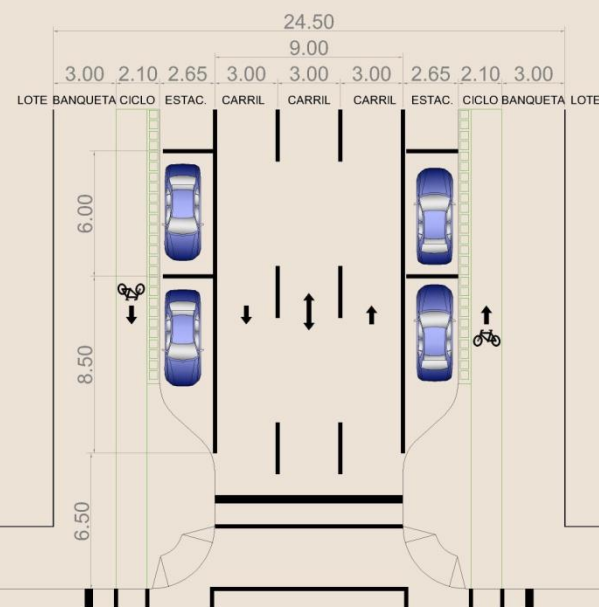 24.50
9.00
3.00 2.10 2.65 3.00 3.00 3.00 2.65 2.10 3.00
LOTE BANQUETA CICLO ESTAC. CARRIL CARRIL CARRIL ESTAC. CICLO BANQUETA LOTE
6.00
8.50
6.50